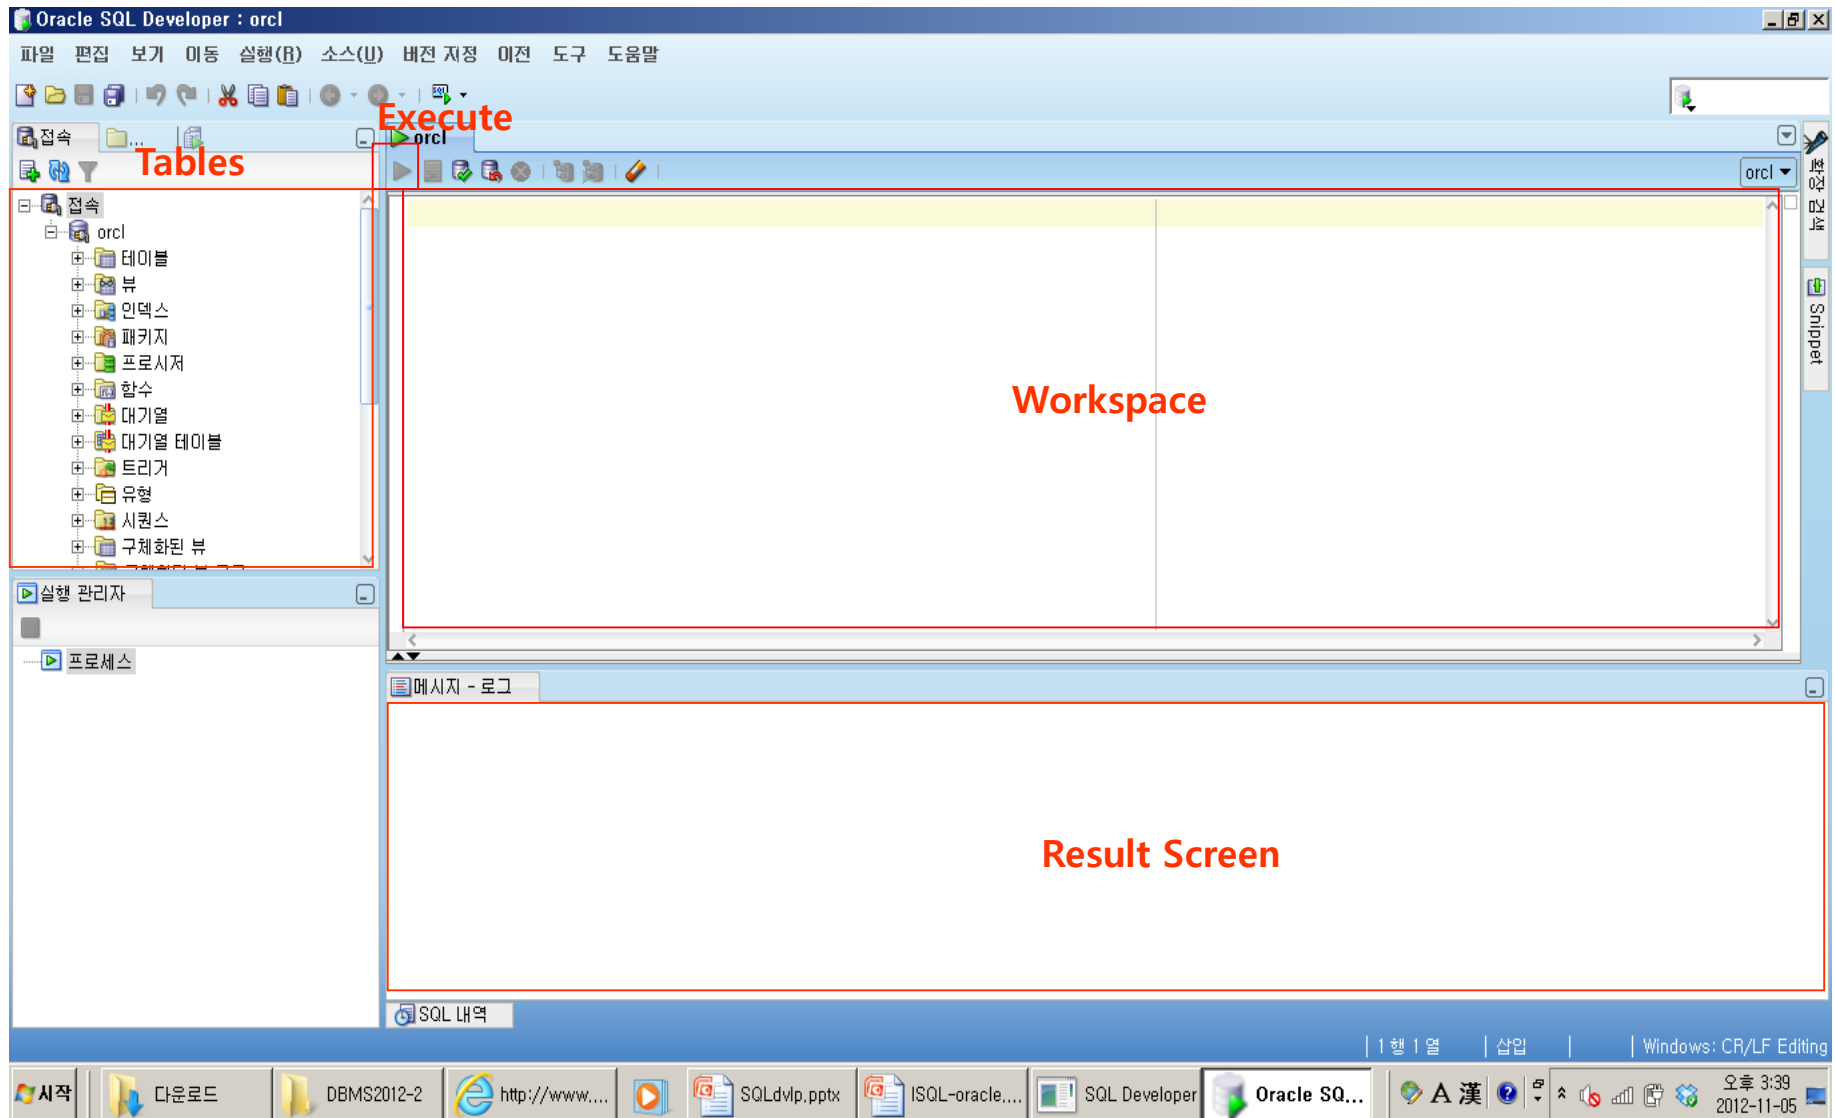 Oracle SQL Developer : orcl
파일 편집 보기 이동 실행(R) 소스(U) 버전 지정 이전 도구 도움말
Execute
접속
...
orcl
Tables
orcl
접속
orcl
테이블
뷰
인덱스
패키지
프로시저
함수
대기열
대기열 테이블
트리거
유형
시퀀스
구체화된 뷰
Workspace
확장 검색
Snippet
실행 관리자
프로세스
메시지 - 로그
Result Screen
SQL 내역
1 행 1 열 삽입 Windows: CR/LF Editing
시작 다운로드 DBMS2012-2 http://www,... SQLdvlp,pptx ISQL-oracle,... SQL Developer Oracle SQ... A 漢 오후 3:39
2012-11-05